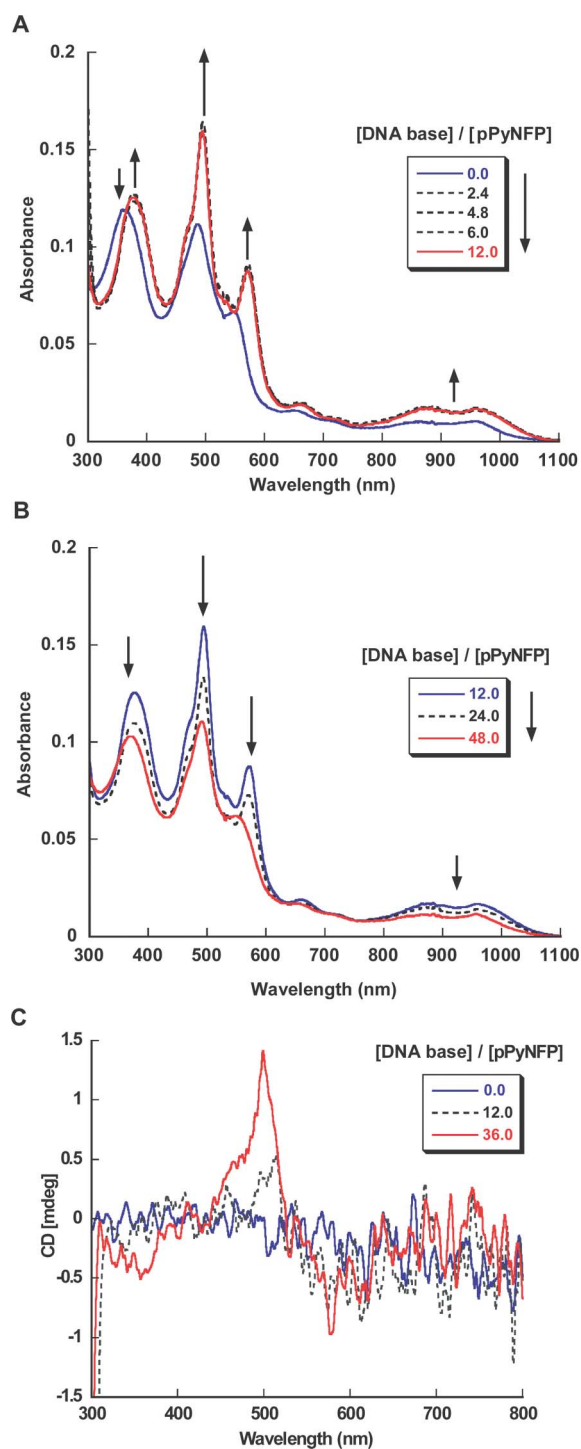 A
0.2
0.15
0.1
0.05
0
Absorbance
[DNA base] / [pPyNFP]
0.0
2.4
4.8
6.0
12.0
300 400 500 600 700 800 900 1000 1100
Wavelength (nm)
B
0.2
0.15
0.1
0.05
0
Absorbance
[DNA base] / [pPyNFP]
12.0
24.0
48.0
300 400 500 600 700 800 900 1000 1100
Wavelength (nm)
C
1.5
1
0.5
0
-0.5
-1
-1.5
CD [mdeg]
[DNA base] / [pPyNFP]
0.0
12.0
36.0
300 400 500 600 700 800
Wavelength (nm)